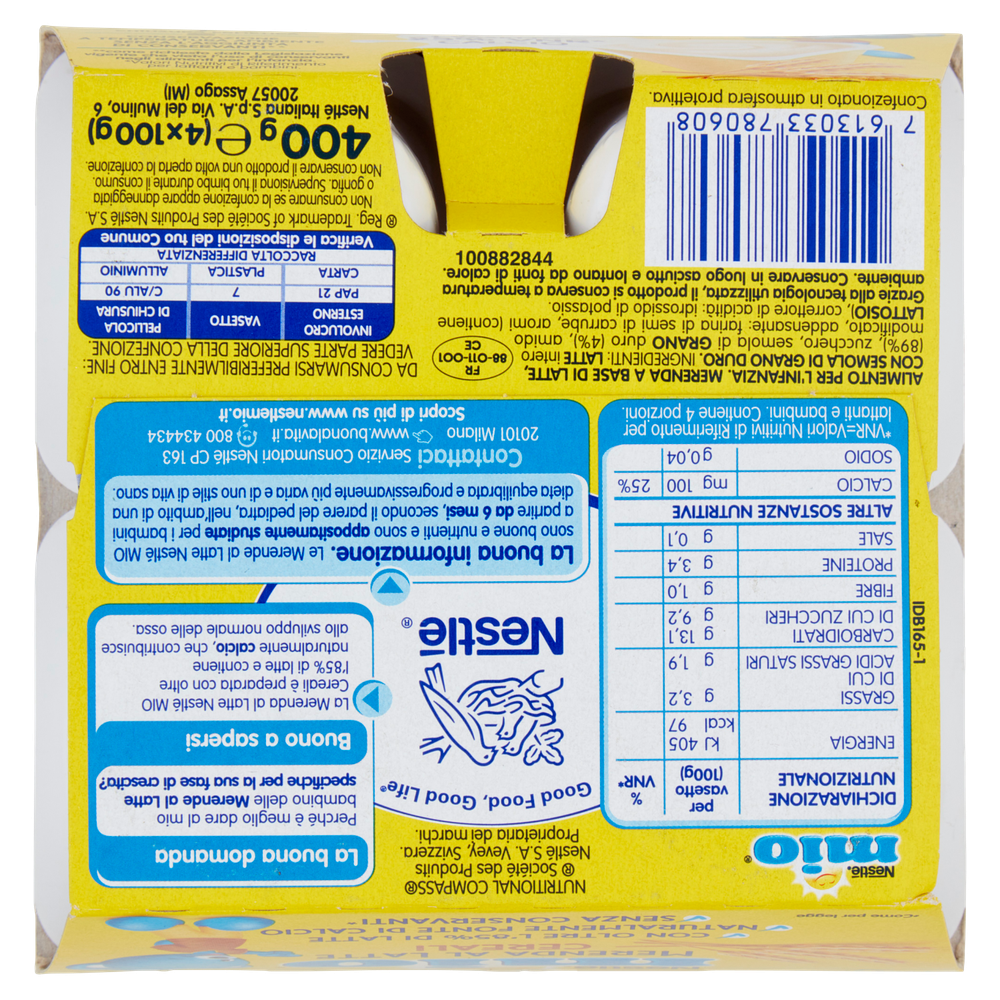 MERENDA AL LATTE
CEREALI
CON OLTRE L'85% DI LATTE
NATURALMENTE FONTE DI CALCIO
SENZA CONSERVANTI*
*Come per legge
Nestlé
mio®
DICHIARAZIONE NUTRIZIONALE per vasetto (100g) % VNR*
ENERGIA kJ 405
kcal 97
GRASSI g 3,2
DI CUI
ACIDI GRASSI SATURI g 1,9
CARBOIDRATI g 13,1
DI CUI ZUCCHERI g 9,2
FIBRE g 1,0
PROTEINE g 3,4
SALE g 0,1
ALTRE SOSTANZE NUTRITIVE
CALCIO mg 100 25%
SODIO g 0,04
*VNR=Valori Nutritivi di Riferimento per
lattanti e bambini. Contiene 4 porzioni.
IDB165-1
NUTRITIONAL COMPASS®
® Société des Produits
Nestlé S.A. Vevey, Svizzera.
Proprietaria dei marchi.
Good Food, Good Life®
Nestlé®
La buona domanda
Perché è meglio dare al mio
bambino delle Merende al Latte
specifiche per la sua fase di crescita?
Buono a sapersi
La Merenda al Latte Nestlé MIO
Cereali è preparata con oltre
l'85% di latte e contiene
naturalmente calcio, che contribuisce
allo sviluppo normale delle ossa.
La buona informazione. Le Merende al Latte Nestlé MIO
sono buone e nutrienti e sono appositamente studiate per i bambini
a partire da 6 mesi, secondo il parere del pediatra, nell'ambito di una
dieta equilibrata e progressivamente più varia e di uno stile di vita sano.
Contattaci Servizio Consumatori Nestlé CP 163
20101 Milano www.buonalavita.it 800 434434
Scopri di più su www.nestlemio.it
ALIMENTO PER L'INFANZIA. MERENDA A BASE DI LATTE,
CON SEMOLA DI GRANO DURO. INGREDIENTI: LATTE intero
(89%), zucchero, semola di GRANO duro (4%), amido
modificato, addensante: farina di semi di carrube, aromi (contiene
LATTOSIO), correttore di acidità: idrossido di potassio.
Grazie alla tecnologia utilizzata, il prodotto si conserva a temperatura
ambiente. Conservare in luogo asciutto e lontano da fonti di calore.
100882844
FR
88-011-001
CE
DA CONSUMARSI PREFERIBILMENTE ENTRO FINE:
VEDERE PARTE SUPERIORE DELLA CONFEZIONE.
INVOLUCRO ESTERNO VASETTO PELLICOLA DI CHIUSURA
PAP 21 7 C/ALU 90
CARTA PLASTICA ALLUMINIO
RACCOLTA DIFFERENZIATA
Verifica le disposizioni del tuo Comune
® Reg. Trademark of Société des Produits Nestlé S.A.
Non consumare se la confezione appare danneggiata
o gonfia. Supervisiona il tuo bimbo durante il consumo.
Non conservare il prodotto una volta aperta la confezione.
400 g e (4x100g)
Nestlé Italiana S.p.A. Via del Mulino, 6
20057 Assago (MI)
7 613033 780608
Confezionato in atmosfera protettiva.